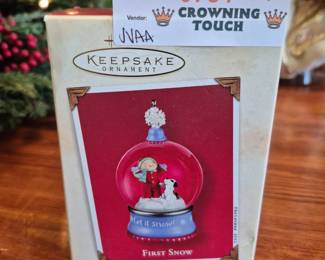 Vendor:
JVAA
CROWNING
TOUCH
KEEPSAKE
ORNAMENT
Let it Snow!
FIRST SNOW